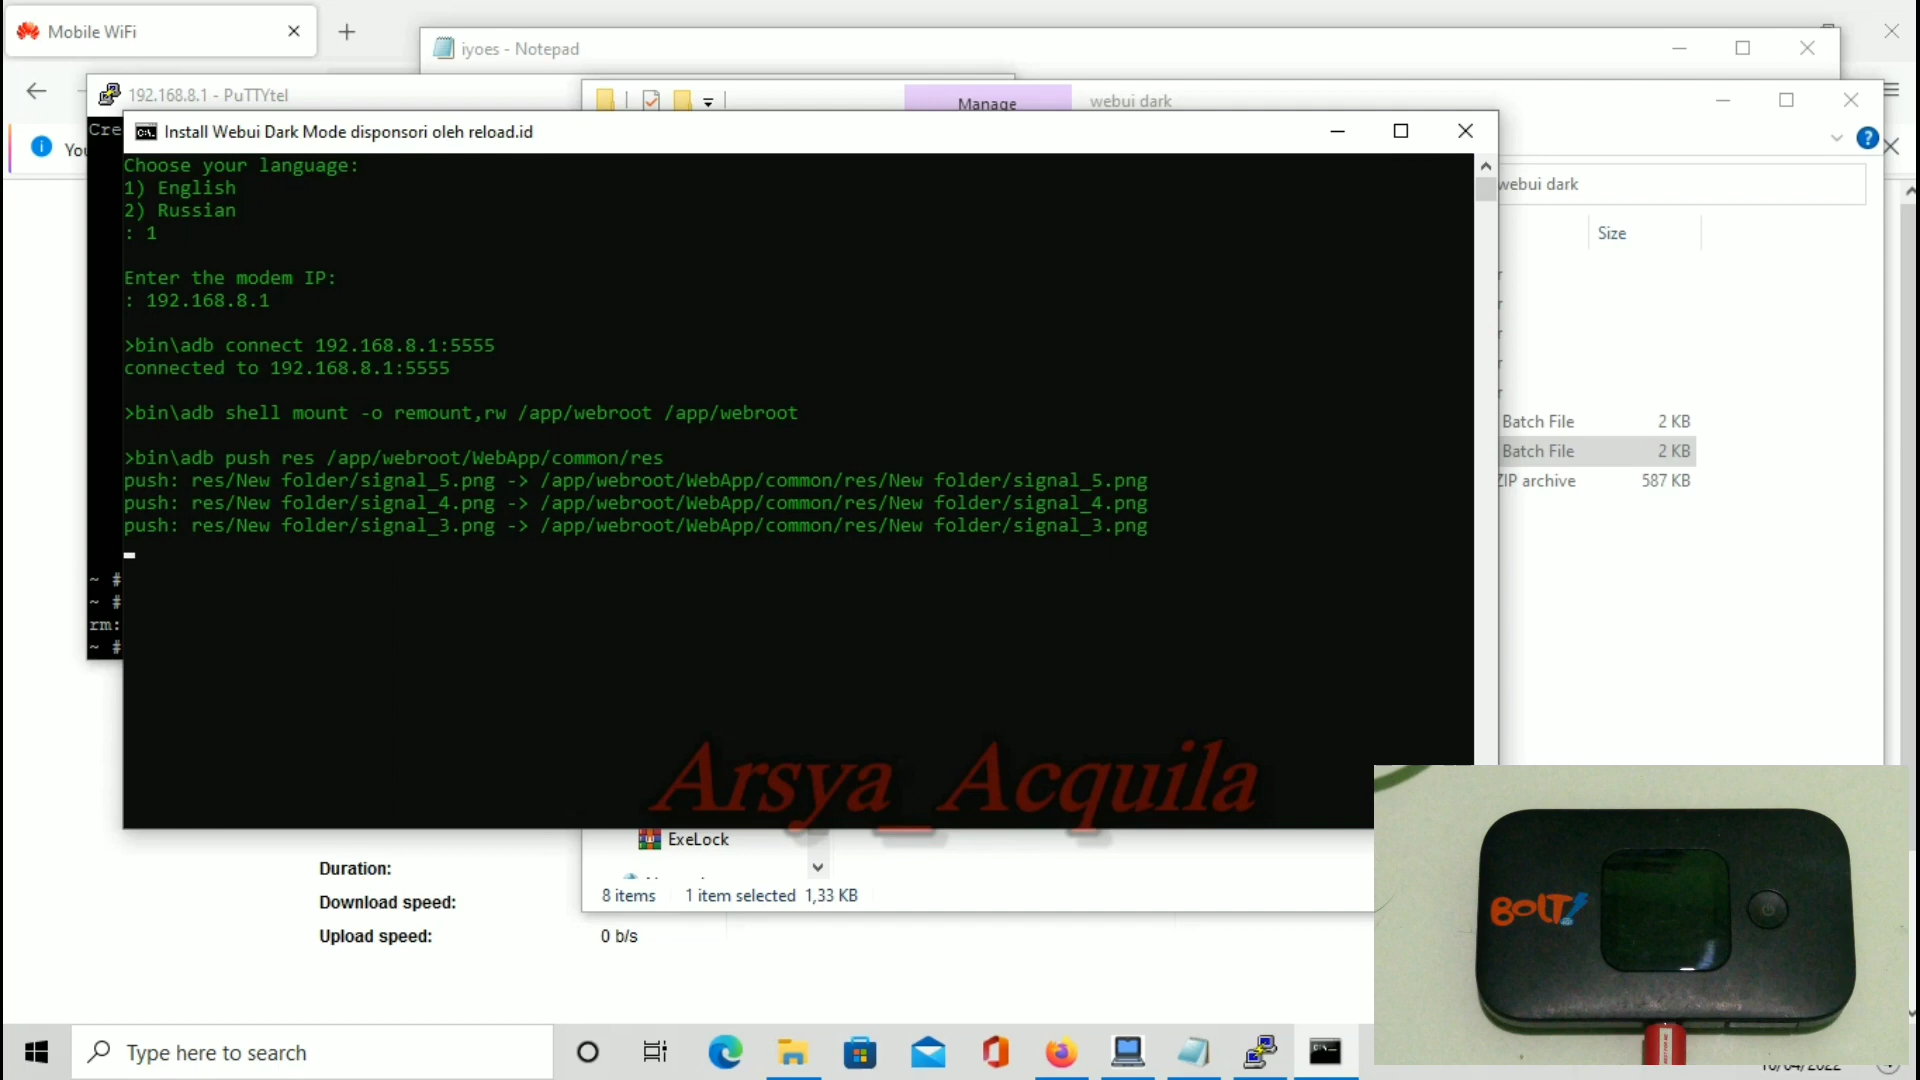 Mobile WiFi
iyoes - Notepad
192.168.8.1 - PuTTYtel
Manage
webui dark
Cre
Install Webui Dark Mode disponsori oleh reload.id
You
Choose your language:
1) English
2) Russian
: 1
webui dark
Size
Enter the modem IP:
: 192.168.8.1
>bin\adb connect 192.168.8.1:5555
connected to 192.168.8.1:5555
>bin\adb shell mount -o remount,rw /app/webroot /app/webroot
Batch File 2 KB
>bin\adb push res /app/webroot/WebApp/common/res
Batch File 2 KB
push: res/New folder/signal_5.png -> /app/webroot/WebApp/common/res/New folder/signal_5.png
ZIP archive 587 KB
push: res/New folder/signal_4.png -> /app/webroot/WebApp/common/res/New folder/signal_4.png
push: res/New folder/signal_3.png -> /app/webroot/WebApp/common/res/New folder/signal_3.png
~ #
~ #
rm:
~ #
Arsya_Acquila
ExeLock
8 items 1 item selected 1,33 KB
Duration:
Download speed:
Upload speed: 0 b/s
BOLT!
Type here to search